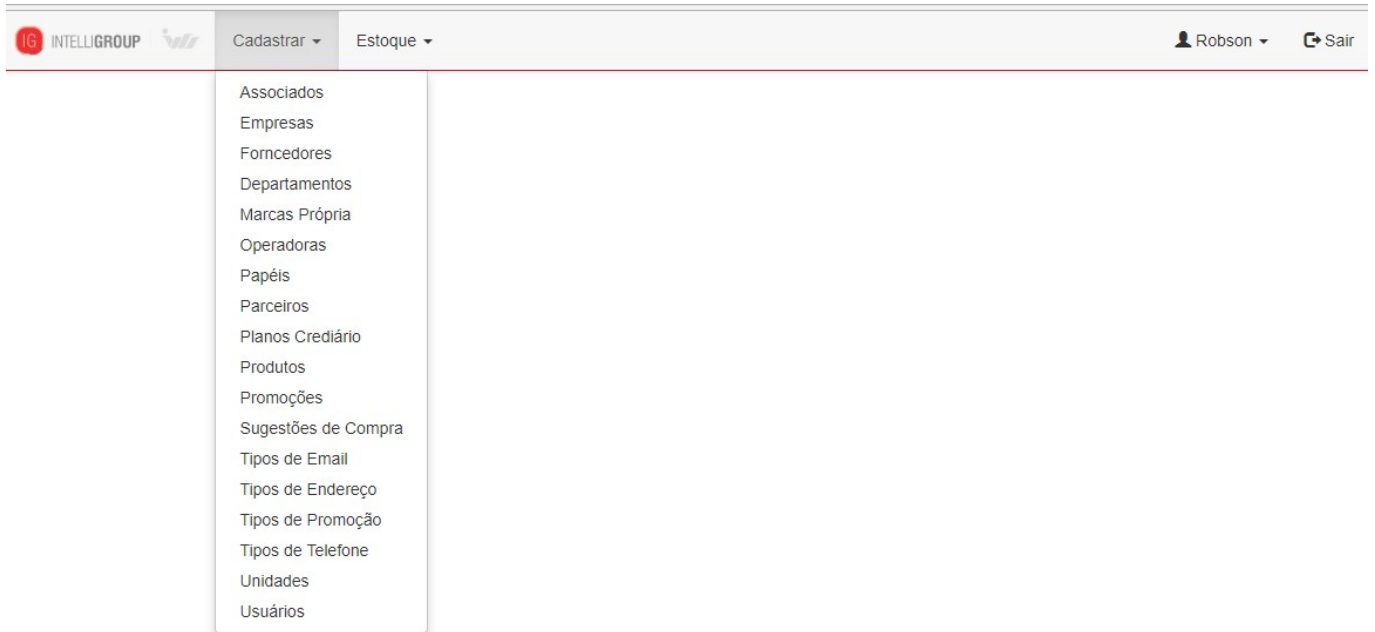 IG INTELLIGROUP Cadastrar Estoque Robson Sair
Associados
Empresas
Forncedores
Departamentos
Marcas Própria
Operadoras
Papéis
Parceiros
Planos Crediário
Produtos
Promoções
Sugestões de Compra
Tipos de Email
Tipos de Endereço
Tipos de Promoção
Tipos de Telefone
Unidades
Usuários